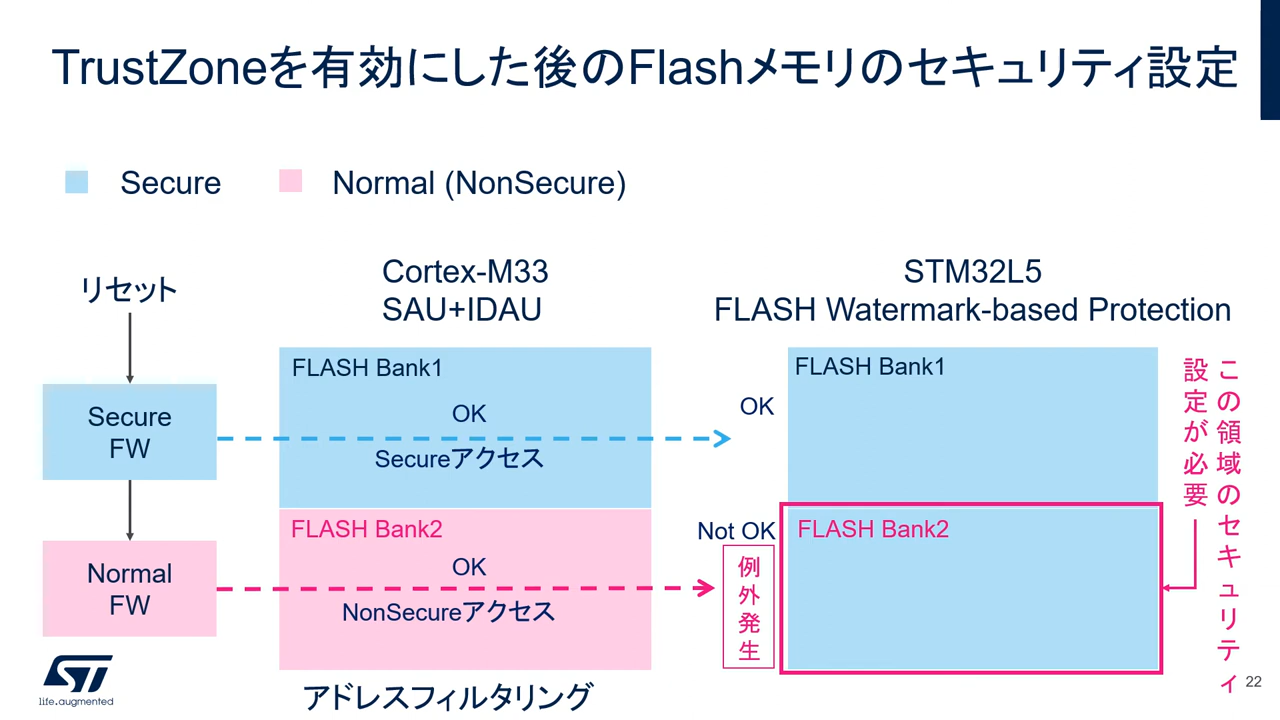 TrustZoneを有効にした後のFlashメモリのセキュリティ設定
Secure
Normal (NonSecure)
リセット
Secure
FW
Normal
FW
Cortex-M33
SAU+IDAU
FLASH Bank1
OK
Secureアクセス
FLASH Bank2
OK
NonSecureアクセス
アドレスフィルタリング
STM32L5
FLASH Watermark-based Protection
OK
FLASH Bank1
Not OK
例外発生
FLASH Bank2
この領域のセキュリティ
設定が必要
ST
life.augmented
22